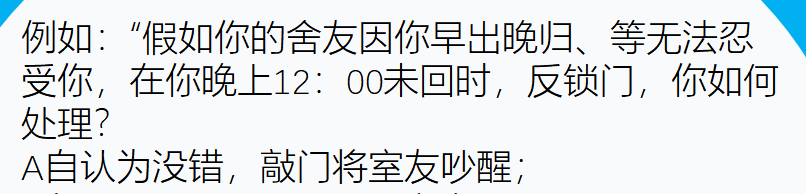 例如：“假如你的舍友因你早出晚归、等无法忍
受你，在你晚上12：00未回时，反锁门，你如何
处理？
A自认为没错，敲门将室友吵醒；